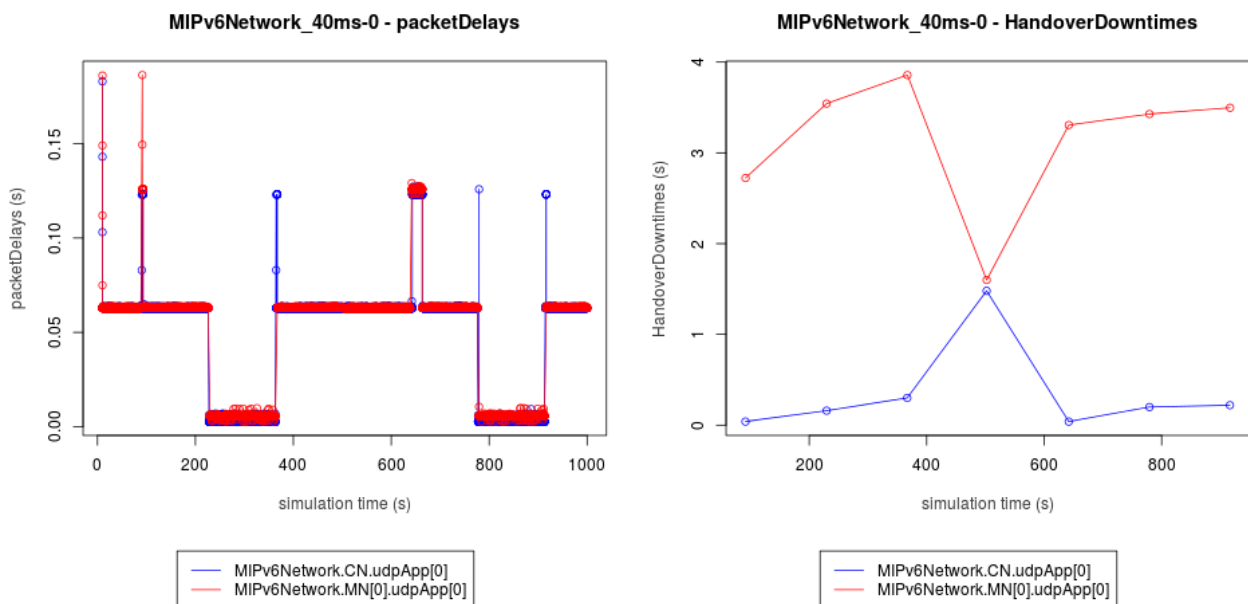 MIPv6Network_40ms-0 - packetDelays
packetDelays (s)
0.15
0.10
0.05
0.00
0 200 400 600 800 1000
simulation time (s)
MIPv6Network.CN.udpApp[0]
MIPv6Network.MN[0].udpApp[0]
MIPv6Network_40ms-0 - HandoverDowntimes
HandoverDowntimes (s)
4
3
2
1
0
200 400 600 800
simulation time (s)
MIPv6Network.CN.udpApp[0]
MIPv6Network.MN[0].udpApp[0]